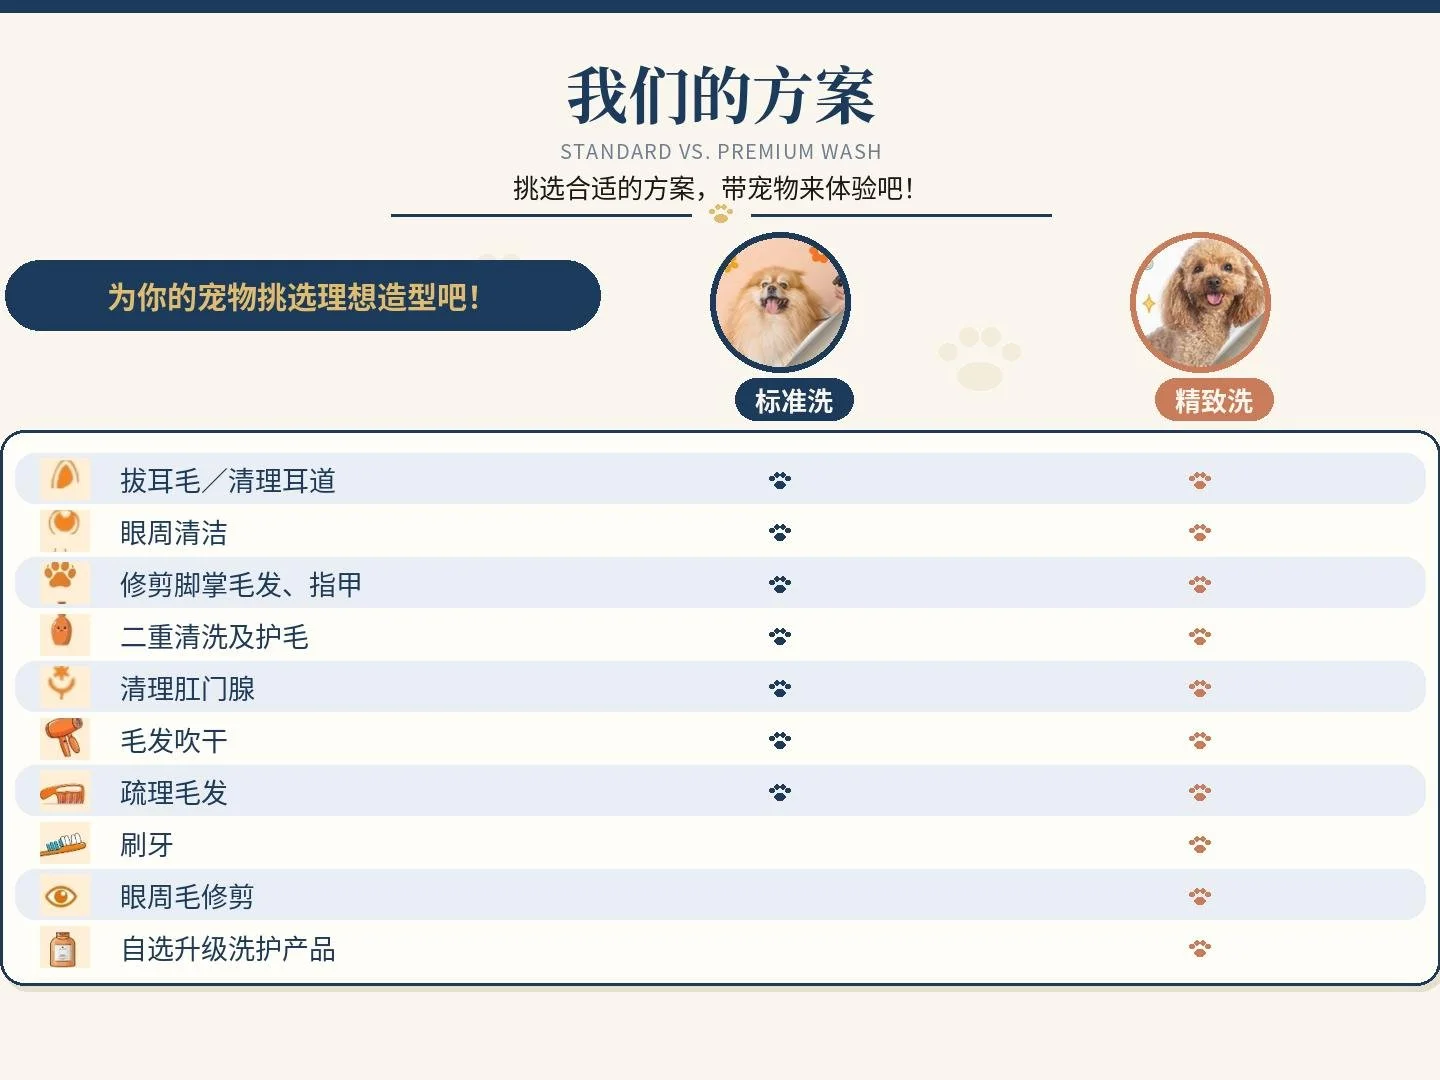 我们的方案
STANDARD VS. PREMIUM WASH
挑选合适的方案，带宠物来体验吧！
为你的宠物挑选理想造型吧！
标准洗
精致洗
拔耳毛／清理耳道
眼周清洁
修剪脚掌毛发、指甲
二重清洗及护毛
清理肛门腺
毛发吹干
疏理毛发
刷牙
眼周毛修剪
自选升级洗护产品